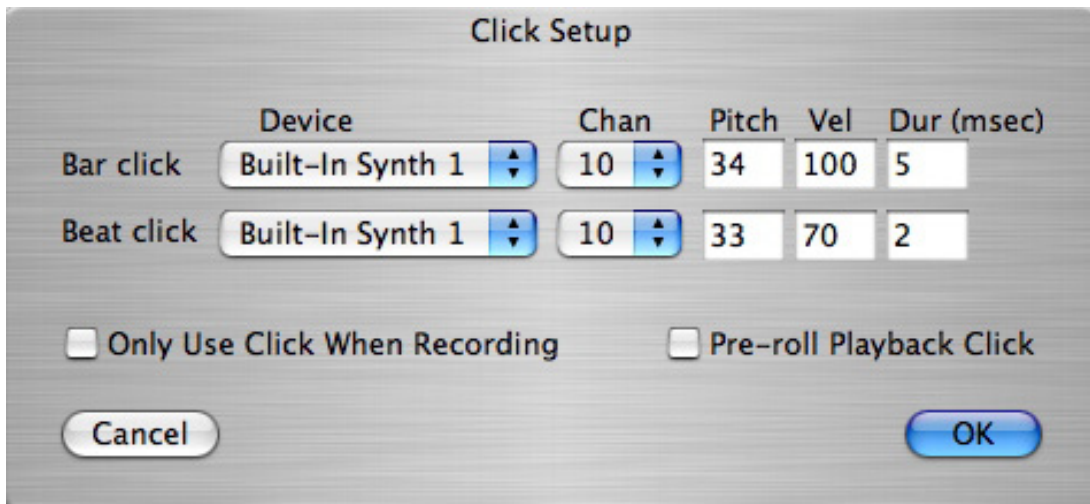 Click Setup
Device Chan Pitch Vel Dur (msec)
Bar click Built-In Synth 1 10 34 100 5
Beat click Built-In Synth 1 10 33 70 2
Only Use Click When Recording Pre-roll Playback Click
Cancel OK